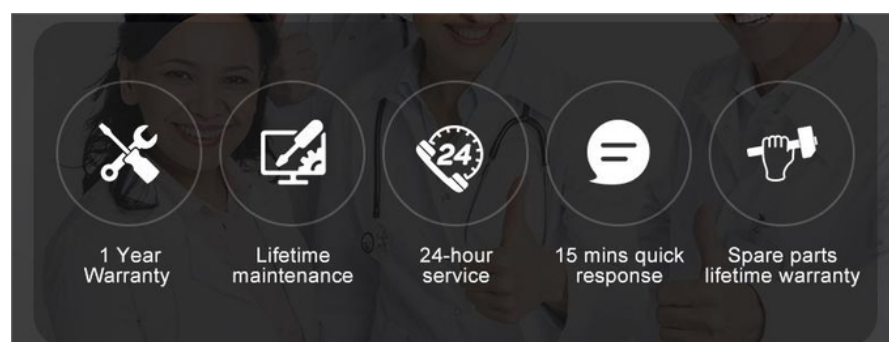 24
1 Year
Warranty
Lifetime
maintenance
24-hour
service
15 mins quick
response
Spare parts
lifetime warranty